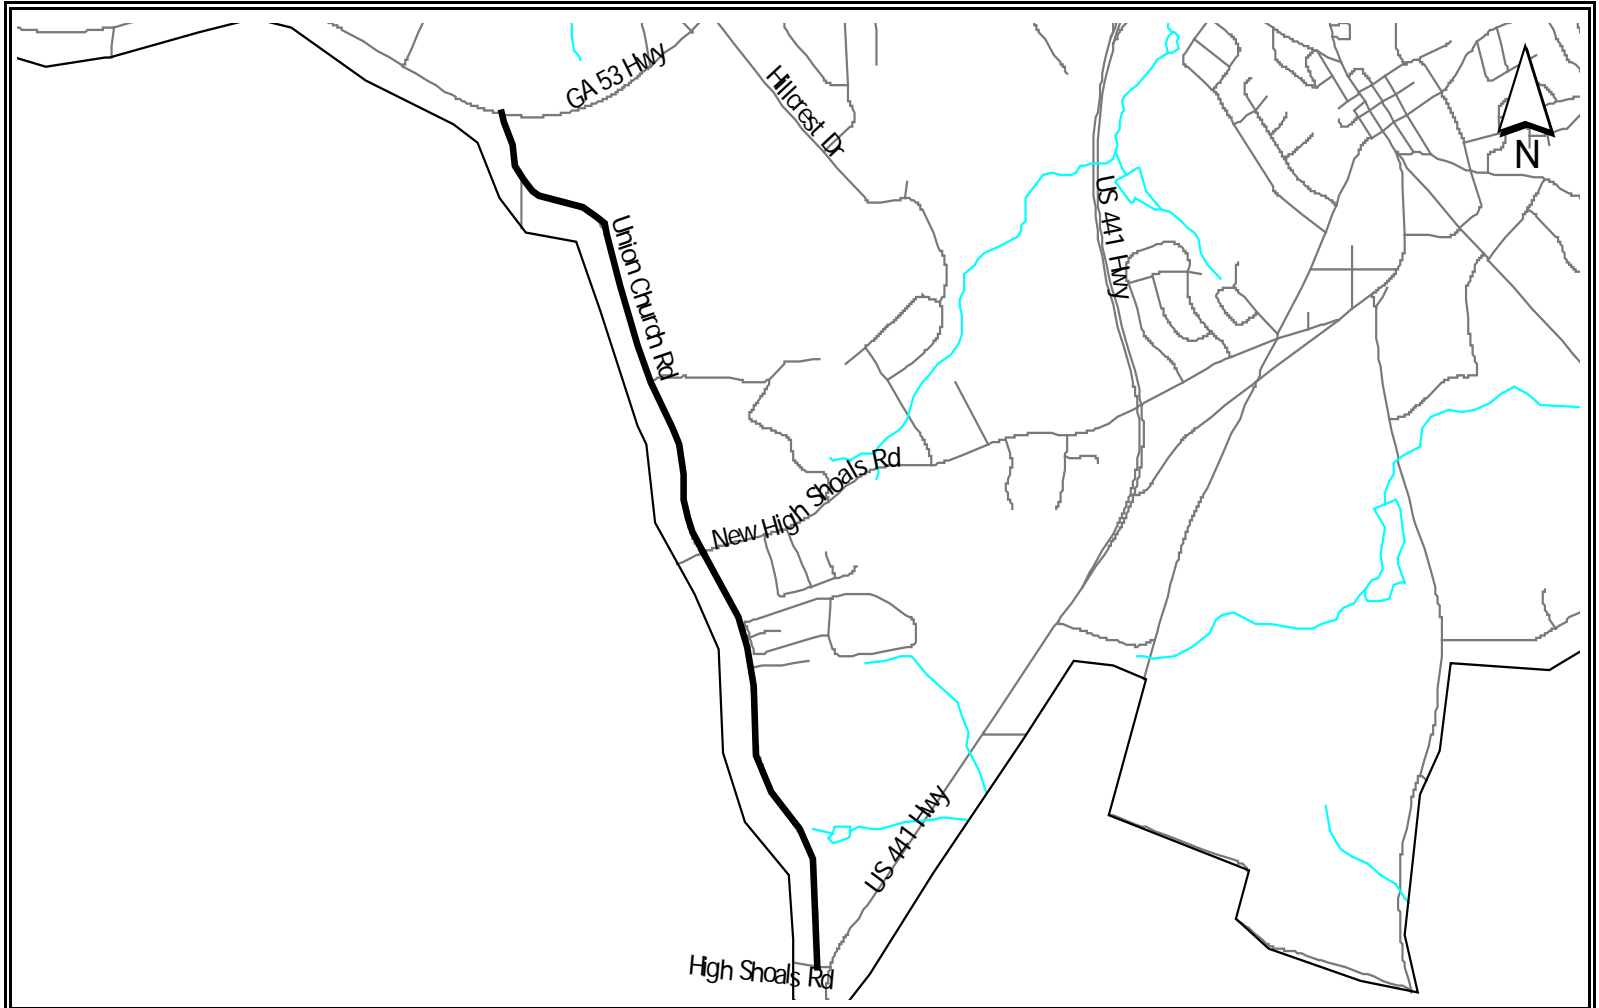 GA 53 Hwy
Hillcrest Dr
N
US 441 Hwy
Union Church Rd
New High Shoals Rd
US 441 Hwy
High Shoals Rd